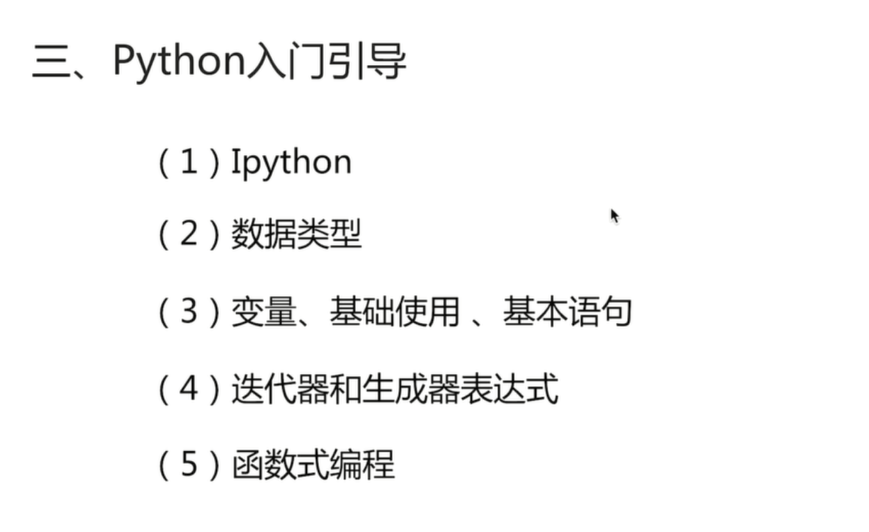 三、Python入门引导
（1）Ipython
（2）数据类型
（3）变量、基础使用 、基本语句
（4）迭代器和生成器表达式
（5）函数式编程